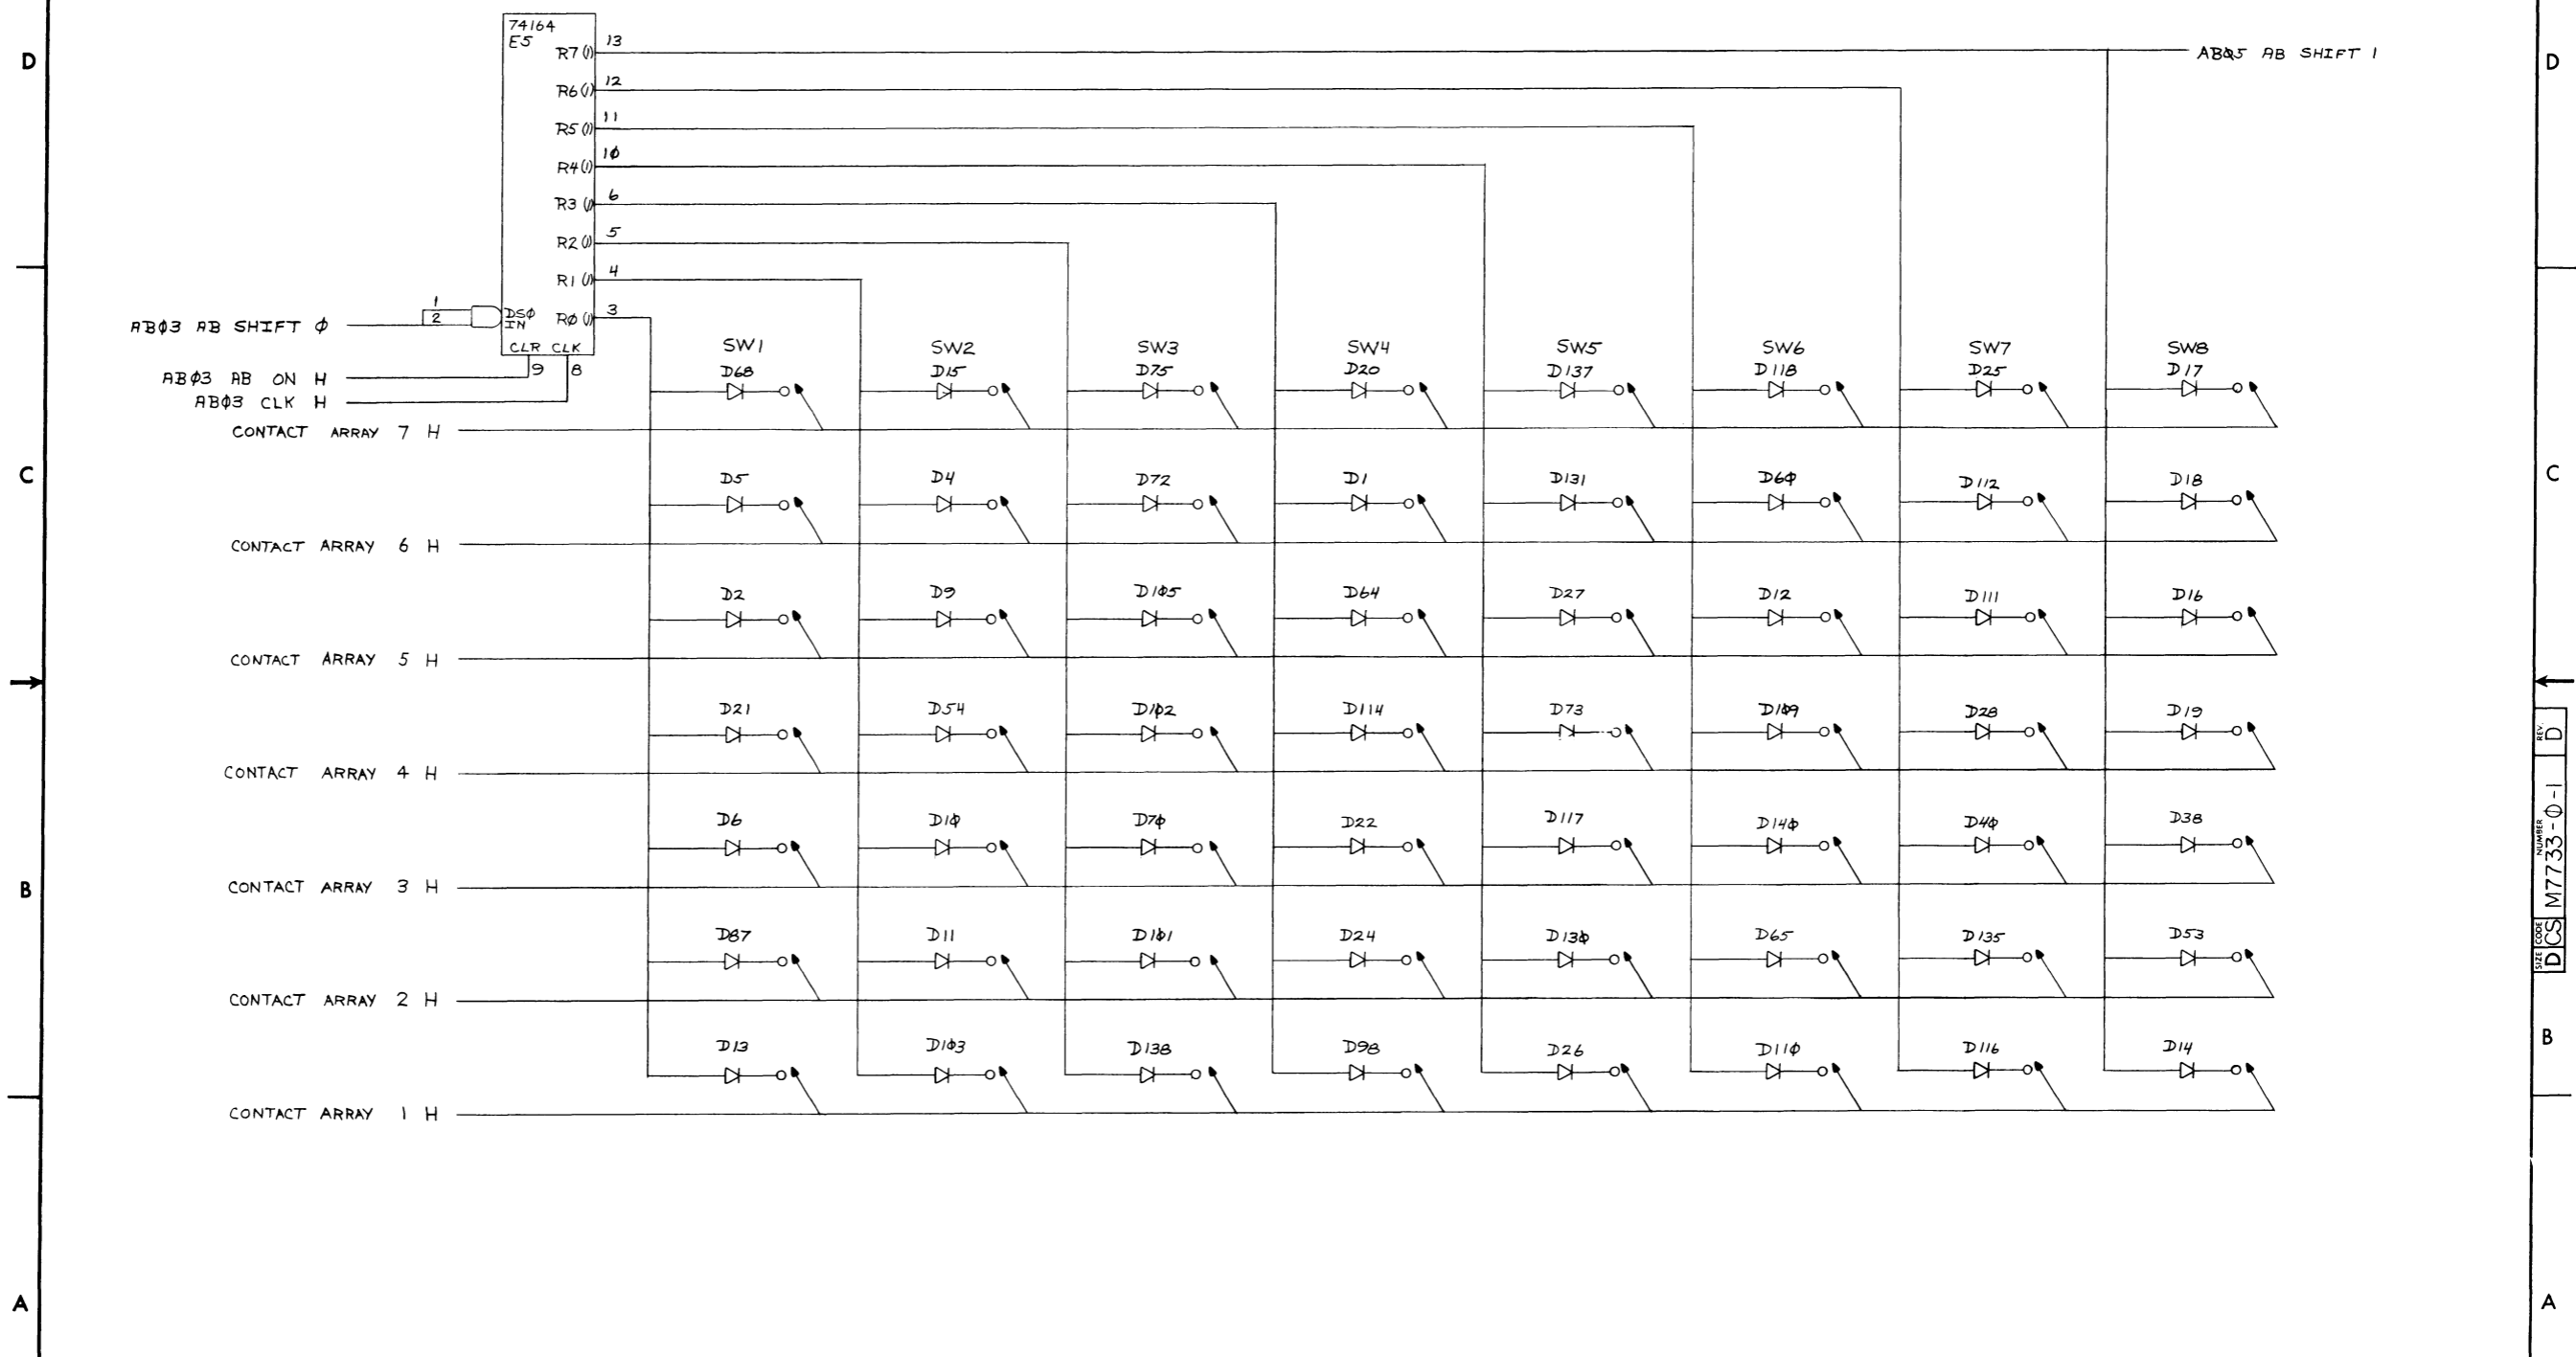 D
D
74164
E5
R7(1) 13
ABØ5 AB SHIFT 1
R6(1) 12
R5(1) 11
R4(1) 1Ø
R3(1) 6
R2(1) 5
R1(1) 4
RØ(1) 3
1
2
DSØ
IN
ABØ3 AB SHIFT Ø
CLR CLK
9 8
ABØ3 AB ON H
ABØ3 CLK H
SW1 SW2 SW3 SW4 SW5 SW6 SW7 SW8
D68 D15 D75 D20 D137 D118 D25 D17
CONTACT ARRAY 7 H
C
C
D5 D4 D72 D1 D131 D6Ø D112 D18
CONTACT ARRAY 6 H
D2 D9 D1Ø5 D64 D27 D12 D111 D16
CONTACT ARRAY 5 H
D21 D54 D1Ø2 D114 D73 D1Ø9 D28 D19
CONTACT ARRAY 4 H
D6 D1Ø D7Ø D22 D117 D14Ø D4Ø D38
CONTACT ARRAY 3 H
B
D87 D11 D1Ø1 D24 D13Ø D65 D135 D53
CONTACT ARRAY 2 H
B
D13 D1Ø3 D138 D98 D26 D11Ø D116 D14
CONTACT ARRAY 1 H
A
A
SIZE CODE NUMBER REV.
D CS M7733-Ø-1 D